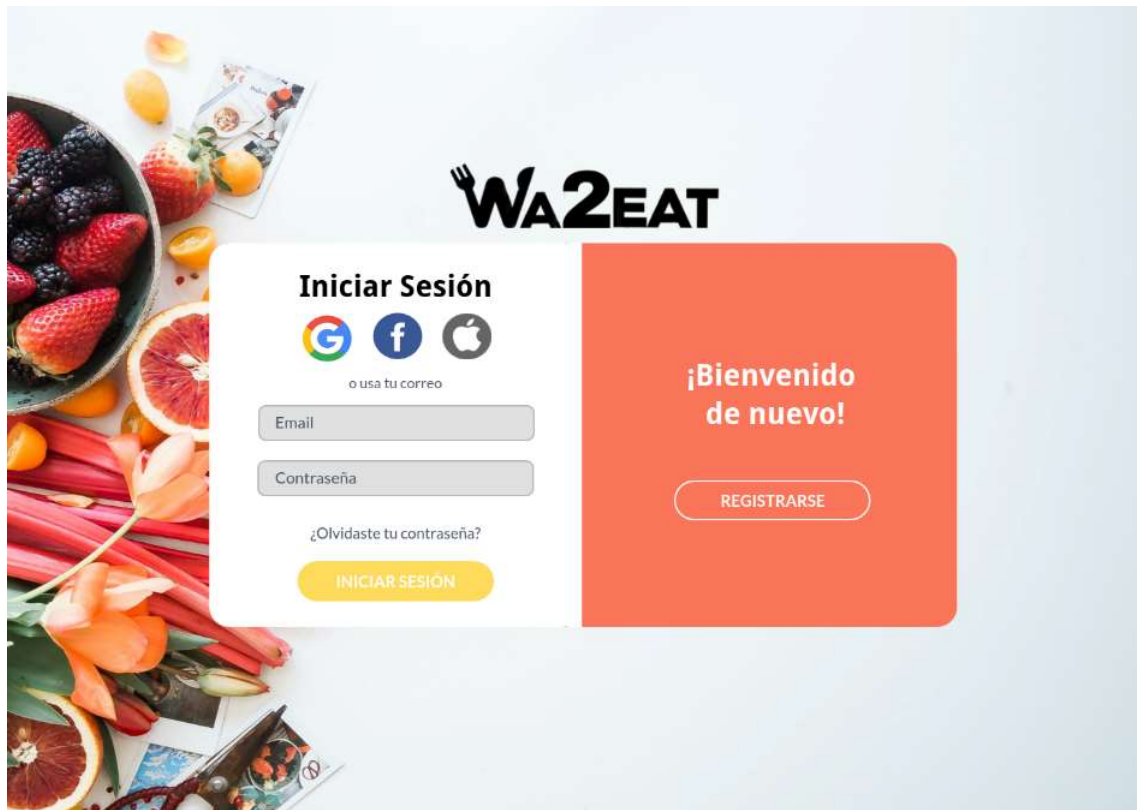 WA2EAT
Iniciar Sesión
o usa tu correo
Email
Contraseña
¿Olvidaste tu contraseña?
INICIAR SESIÓN
¡Bienvenido
de nuevo!
REGISTRARSE